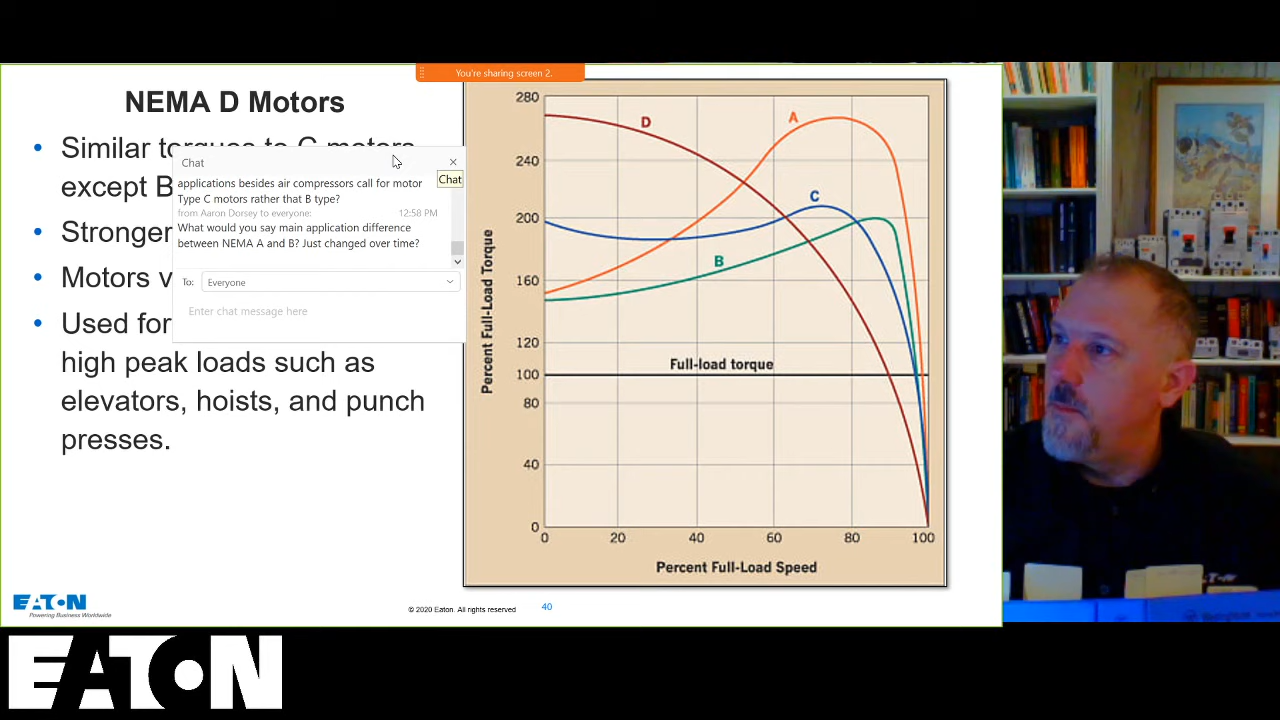 You're sharing screen 2.
NEMA D Motors
Similar torques to C motors
except B
Stronger
Motors v
Used for
high peak loads such as
elevators, hoists, and punch
presses.
Chat
Chat
applications besides air compressors call for motor
Type C motors rather that B type?
from Aaron Dorsey to everyone: 12:58 PM
What would you say main application difference
between NEMA A and B? Just changed over time?
To: Everyone
Enter chat message here
280
240
200
160
120
100
80
40
0
Percent Full-Load Torque
D
A
C
B
Full-load torque
0 20 40 60 80 100
Percent Full-Load Speed
EATON
Powering Business Worldwide
© 2020 Eaton. All rights reserved
40
EATON